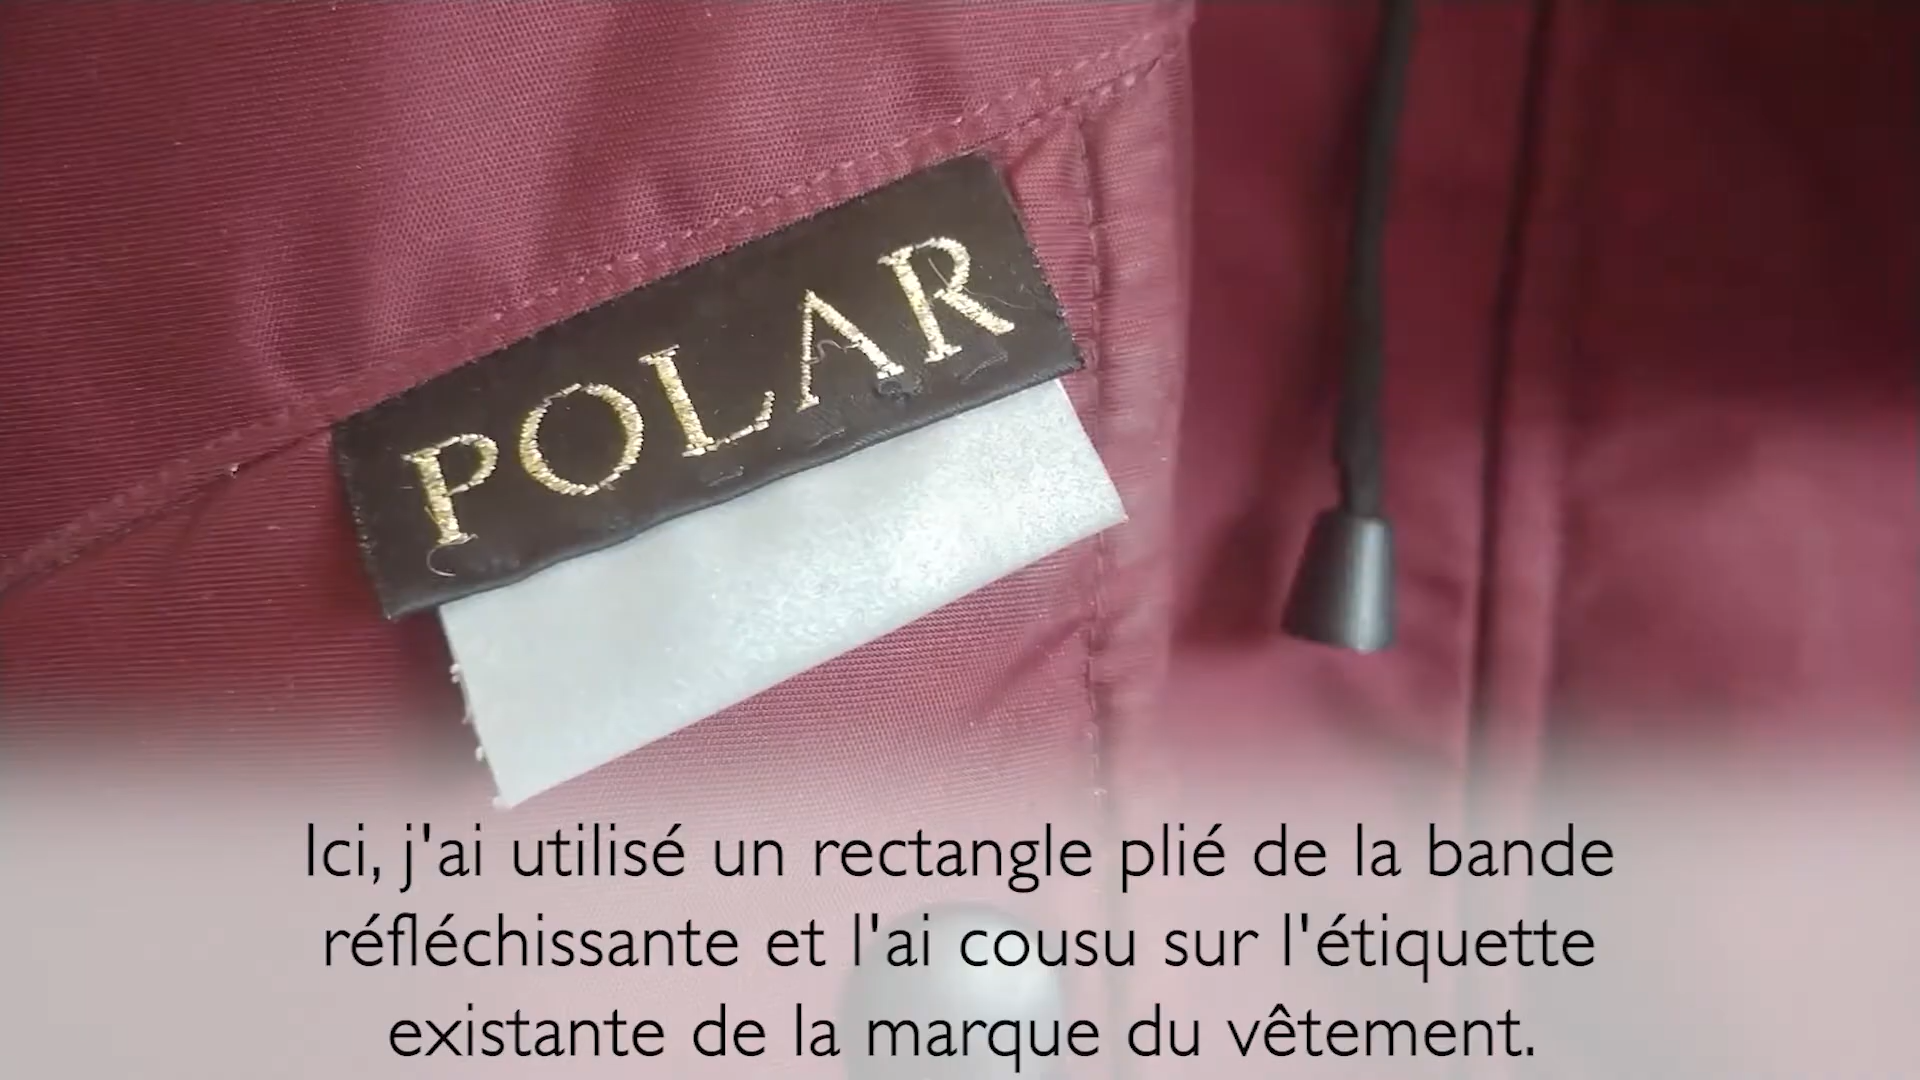 POLAR
Ici, j'ai utilisé un rectangle plié de la bande
réfléchissante et l'ai cousu sur l'étiquette
existante de la marque du vêtement.